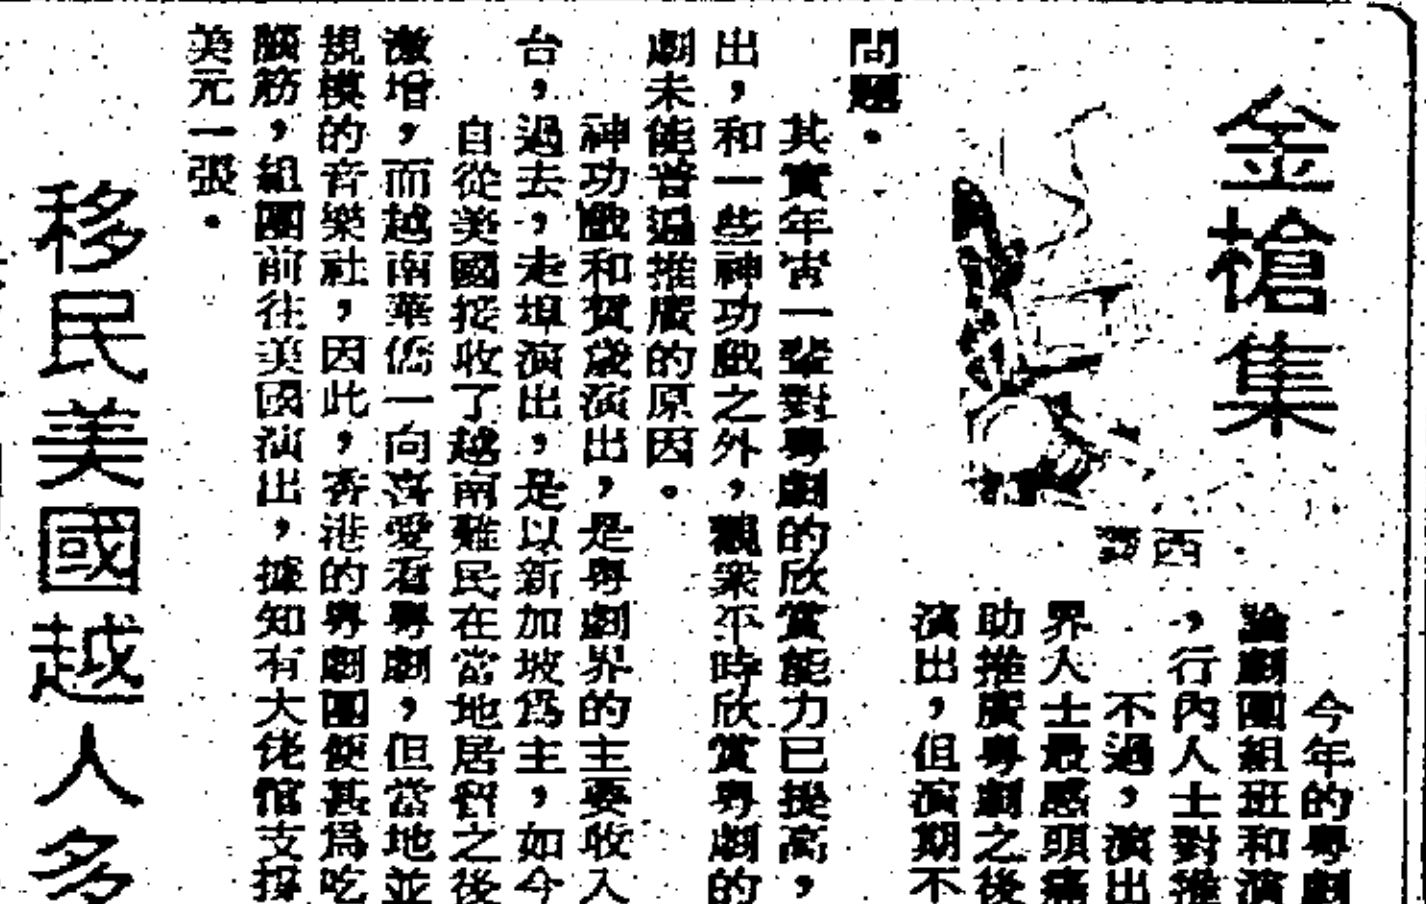 金槍集
西
今年的粵劇
論劇團組班和演
，行內人士對推
不過，演出
界人士最感頭痛
助推廣粵劇之後
演出，但演期不
問題。
其實年青一輩對粵劇的欣賞能力已提高，
出，和一些神功戲之外，觀衆平時欣賞粵劇的
劇未能普遍推廣的原因。
神功戲和賀歲演出，是粵劇界的主要收入
台，過去，走埠演出，是以新加坡爲主，如今
自從美國接收了越南難民在當地居留之後
激增，而越南華僑一向喜愛看粵劇，但當地並
規模的音樂社，因此，香港的粵劇團便甚爲吃
腦筋，組團前往美國演出，據知有大佬倌支採
美元一張。
移民美國越人多